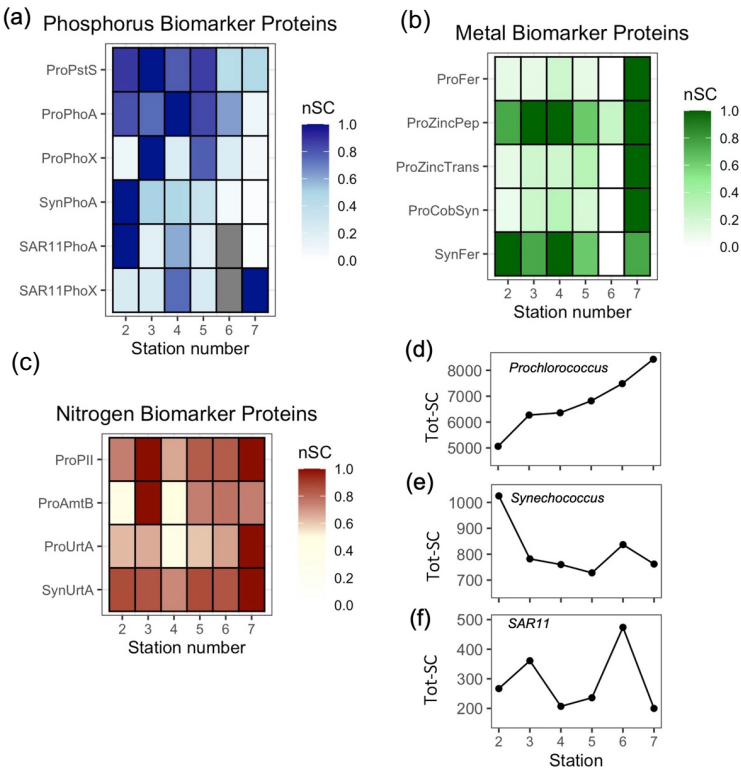 (a)
Phosphorus Biomarker Proteins
ProPstS
ProPhoA
ProPhoX
SynPhoA
SAR11PhoA
SAR11PhoX
2 3 4 5 6 7
Station number
nSC
1.0
0.8
0.6
0.4
0.2
0.0
(b)
Metal Biomarker Proteins
ProFer
ProZincPep
ProZincTrans
ProCobSyn
SynFer
2 3 4 5 6 7
Station number
nSC
1.0
0.8
0.6
0.4
0.2
0.0
(c)
Nitrogen Biomarker Proteins
ProPII
ProAmtB
ProUrtA
SynUrtA
2 3 4 5 6 7
Station number
nSC
1.0
0.8
0.6
0.4
0.2
0.0
(d)
Prochlorococcus
Tot-SC
8000
7000
6000
5000
(e)
Synechococcus
Tot-SC
1000
900
800
700
(f)
SAR11
Tot-SC
500
400
300
200
2 3 4 5 6 7
Station